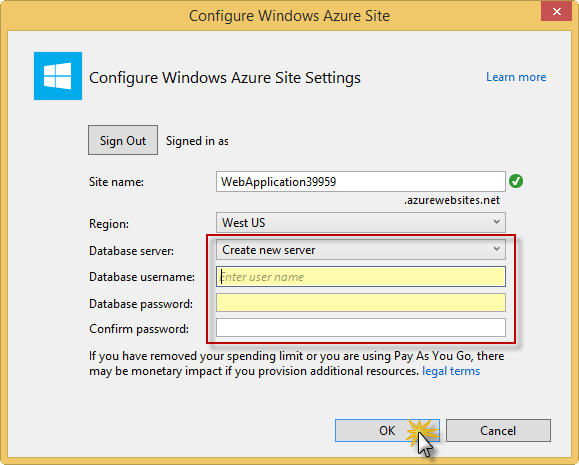 Configure Windows Azure Site
Configure Windows Azure Site Settings
Learn more
Sign Out
Signed in as
Site name:
WebApplication39959
.azurewebsites.net
Region:
West US
Database server:
Create new server
Database username:
Enter user name
Database password:
Confirm password:
If you have removed your spending limit or you are using Pay As You Go, there
may be monetary impact if you provision additional resources. legal terms
OK
Cancel